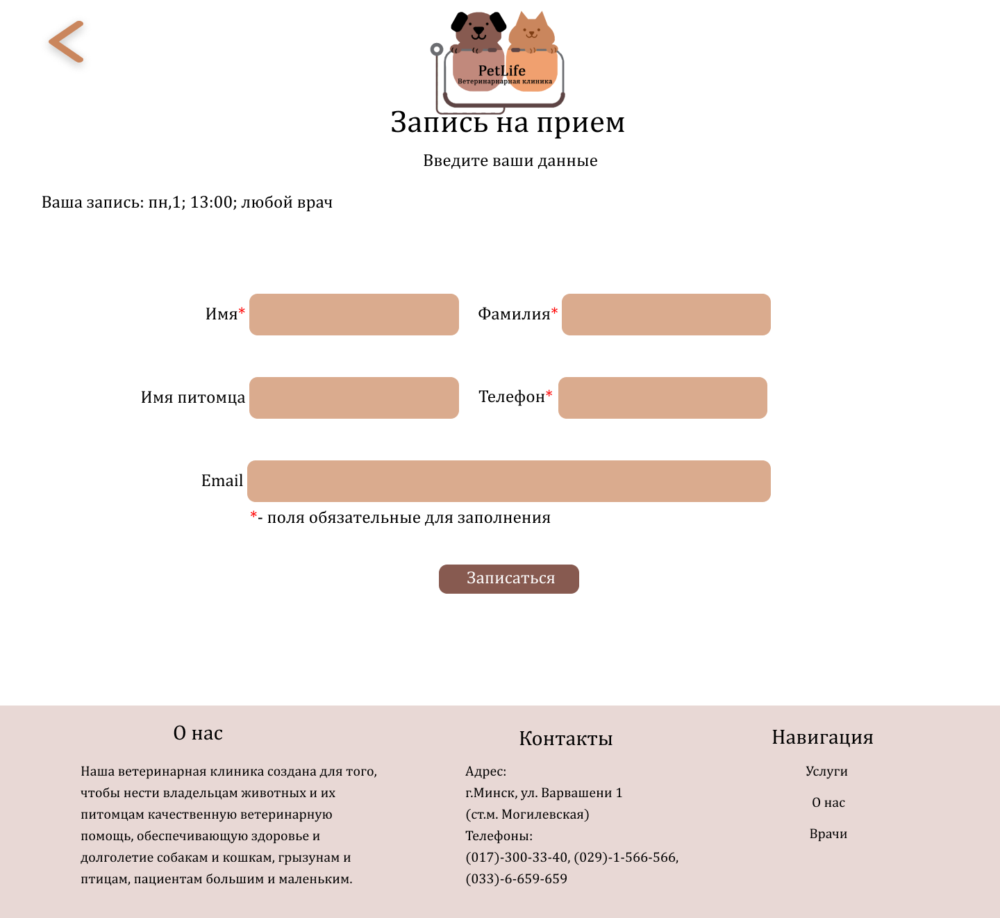 PetLife
Ветеринарнарная клиника
Запись на прием
Введите ваши данные
Ваша запись: пн,1; 13:00; любой врач
Имя*
Фамилия*
Имя питомца
Телефон*
Email
*- поля обязательные для заполнения
Записаться
О нас
Наша ветеринарная клиника создана для того,
чтобы нести владельцам животных и их
питомцам качественную ветеринарную
помощь, обеспечивающую здоровье и
долголетие собакам и кошкам, грызунам и
птицам, пациентам большим и маленьким.
Контакты
Адрес:
г.Минск, ул. Варвашени 1
(ст.м. Могилевская)
Телефоны:
(017)-300-33-40, (029)-1-566-566,
(033)-6-659-659
Навигация
Услуги
О нас
Врачи